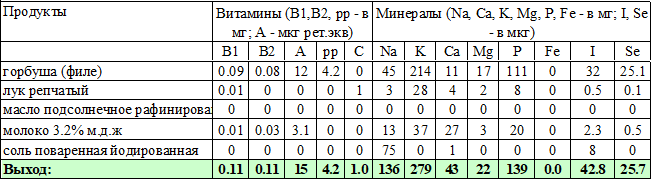 Продукты Витамины (B1,B2, рр - в Минералы (Na, Ca, K, Mg, P, Fe - в мг; I, Se
мг; А - мкг рет.экв) - в мкг)
B1 B2 A pp C Na K Ca Mg P Fe I Se
горбуша (филе) 0.09 0.08 12 4.2 0 45 214 11 17 111 0 32 25.1
лук репчатый 0.01 0 0 0 1 3 28 4 2 8 0 0.5 0.1
масло подсолнечное рафинирова 0 0 0 0 0 0 0 0 0 0 0 0 0
молоко 3.2% м.д.ж 0.01 0.03 3.1 0 0 13 37 27 3 20 0 2.3 0.5
соль поваренная йодированная 0 0 0 0 0 75 0 1 0 0 0 8 0
Выход: 0.11 0.11 15 4.2 1.0 136 279 43 22 139 0.0 42.8 25.7